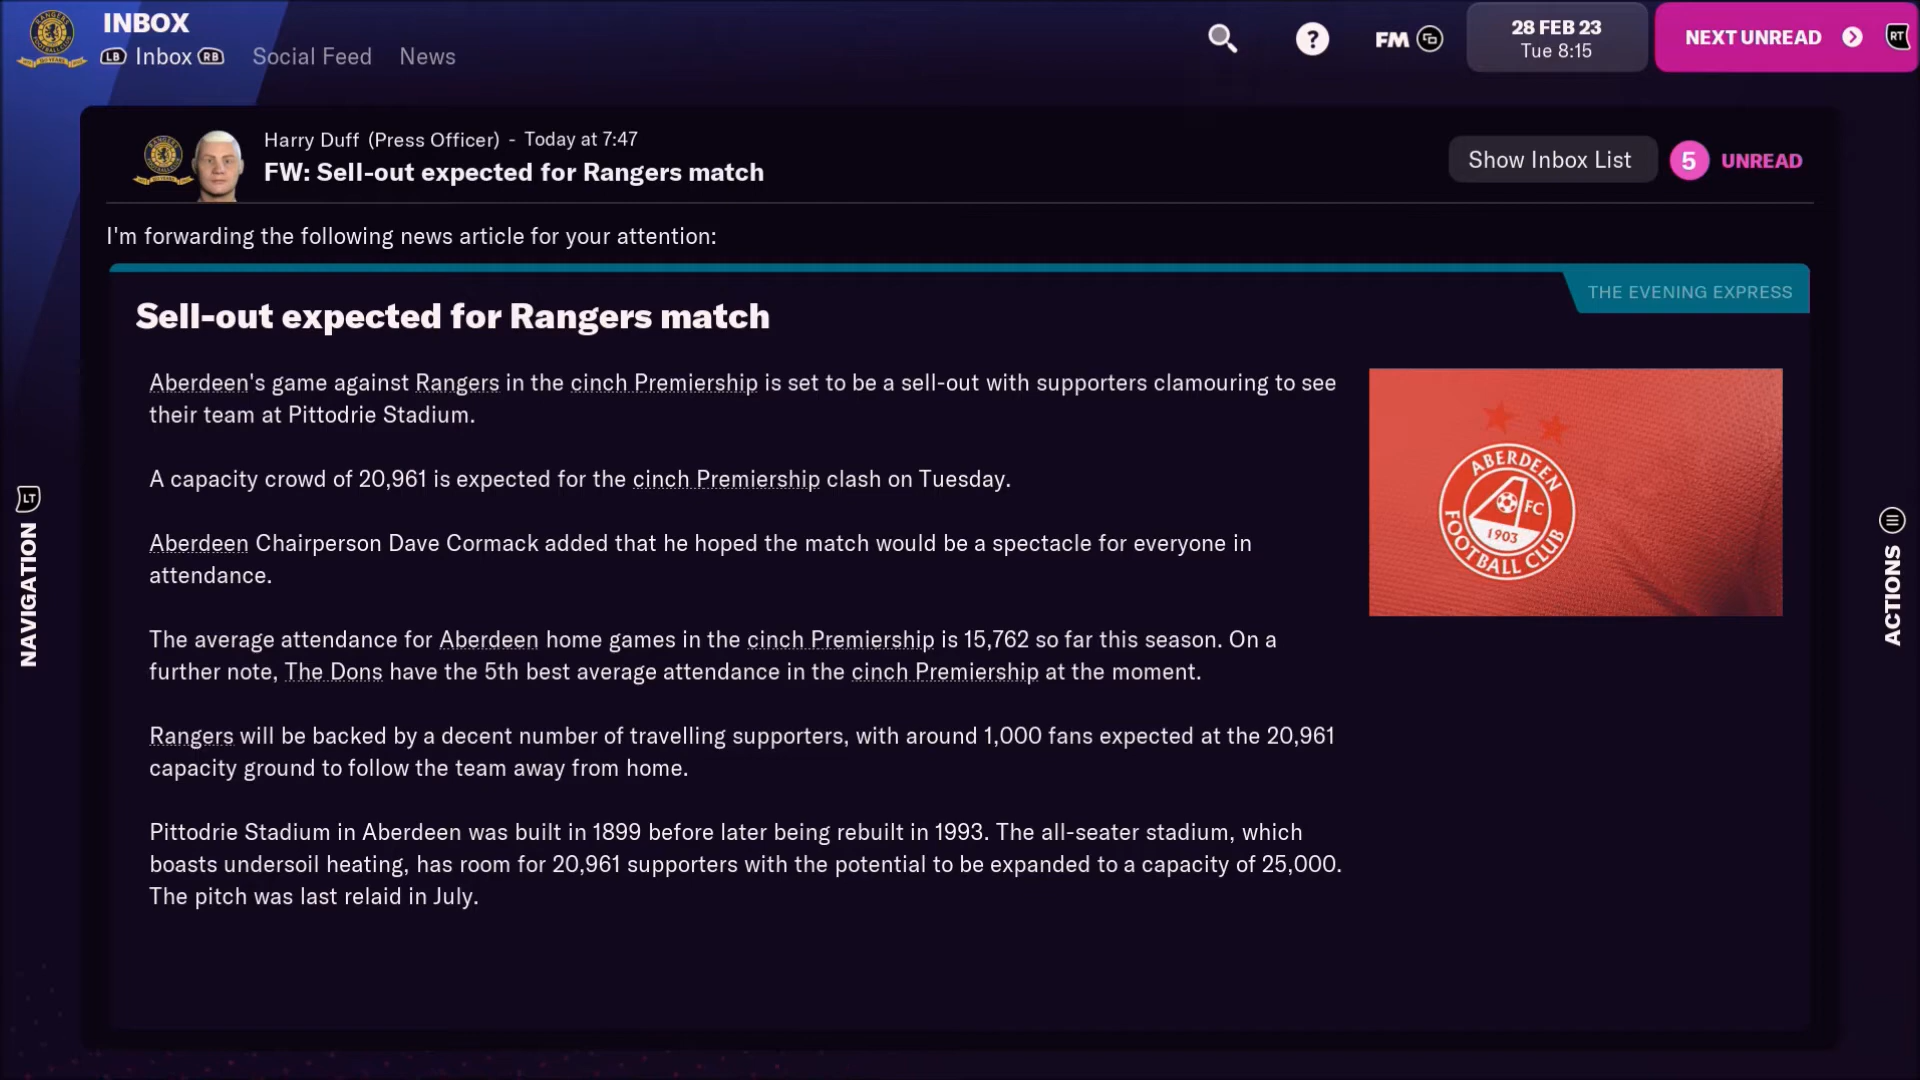 INBOX
LB Inbox RB Social Feed News
? FM
28 FEB 23
Tue 8:15
NEXT UNREAD RT
Harry Duff (Press Officer) - Today at 7:47
FW: Sell-out expected for Rangers match
Show Inbox List
5 UNREAD
I'm forwarding the following news article for your attention:
THE EVENING EXPRESS
Sell-out expected for Rangers match
Aberdeen's game against Rangers in the cinch Premiership is set to be a sell-out with supporters clamouring to see
their team at Pittodrie Stadium.
A capacity crowd of 20,961 is expected for the cinch Premiership clash on Tuesday.
Aberdeen Chairperson Dave Cormack added that he hoped the match would be a spectacle for everyone in
attendance.
The average attendance for Aberdeen home games in the cinch Premiership is 15,762 so far this season. On a
further note, The Dons have the 5th best average attendance in the cinch Premiership at the moment.
Rangers will be backed by a decent number of travelling supporters, with around 1,000 fans expected at the 20,961
capacity ground to follow the team away from home.
Pittodrie Stadium in Aberdeen was built in 1899 before later being rebuilt in 1993. The all-seater stadium, which
boasts undersoil heating, has room for 20,961 supporters with the potential to be expanded to a capacity of 25,000.
The pitch was last relaid in July.
ABERDEEN
FC
1903
FOOTBALL CLUB
LT
NAVIGATION
ACTIONS